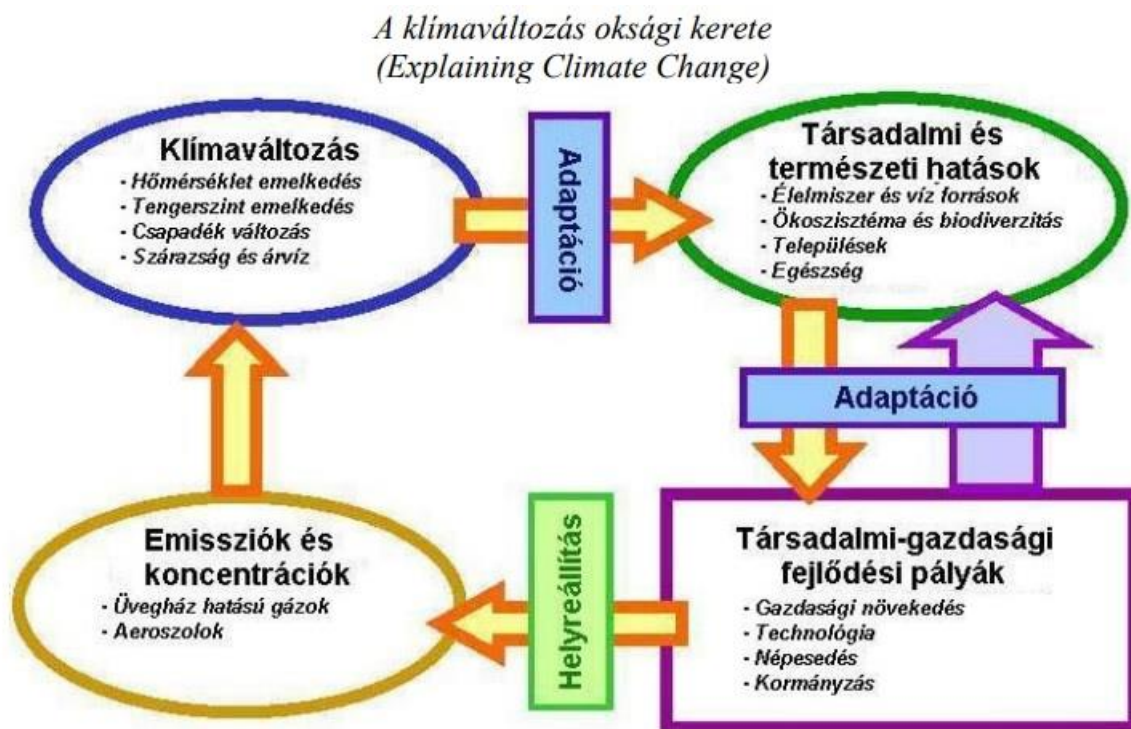 A klímaváltozás oksági kerete
(Explaining Climate Change)
Klímaváltozás
- Hőmérséklet emelkedés
- Tengerszint emelkedés
- Csapadék változás
- Szárazság és árvíz
Adaptáció
Társadalmi és
természeti hatások
- Élelmiszer és víz források
- Ökoszisztéma és biodiverzitás
- Települések
- Egészség
Adaptáció
Emissziók és
koncentrációk
- Üvegház hatású gázok
- Aeroszolok
Helyreállítás
Társadalmi-gazdasági
fejlődési pályák
- Gazdasági növekedés
- Technológia
- Népesedés
- Kormányzás